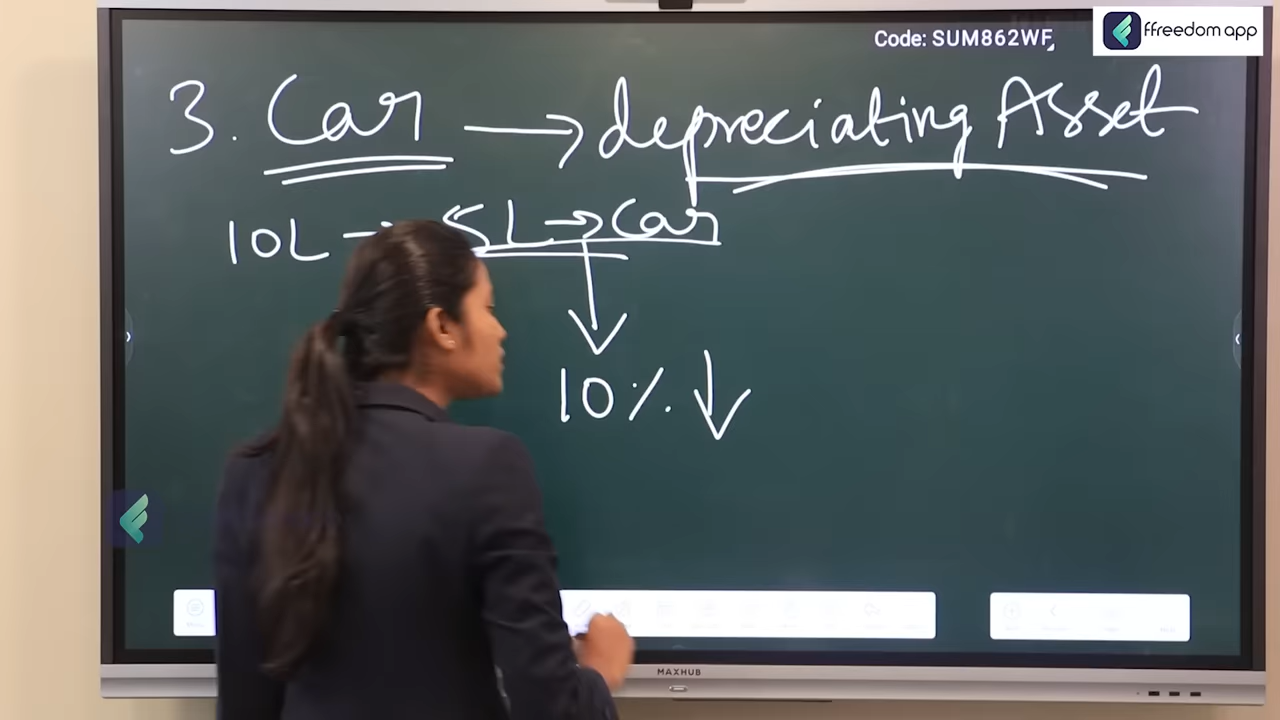 Code: SUM862WF
ffreedom app
3. Car → depreciating Asset
10L → 5L → Car
10% ↓
MAXHUB